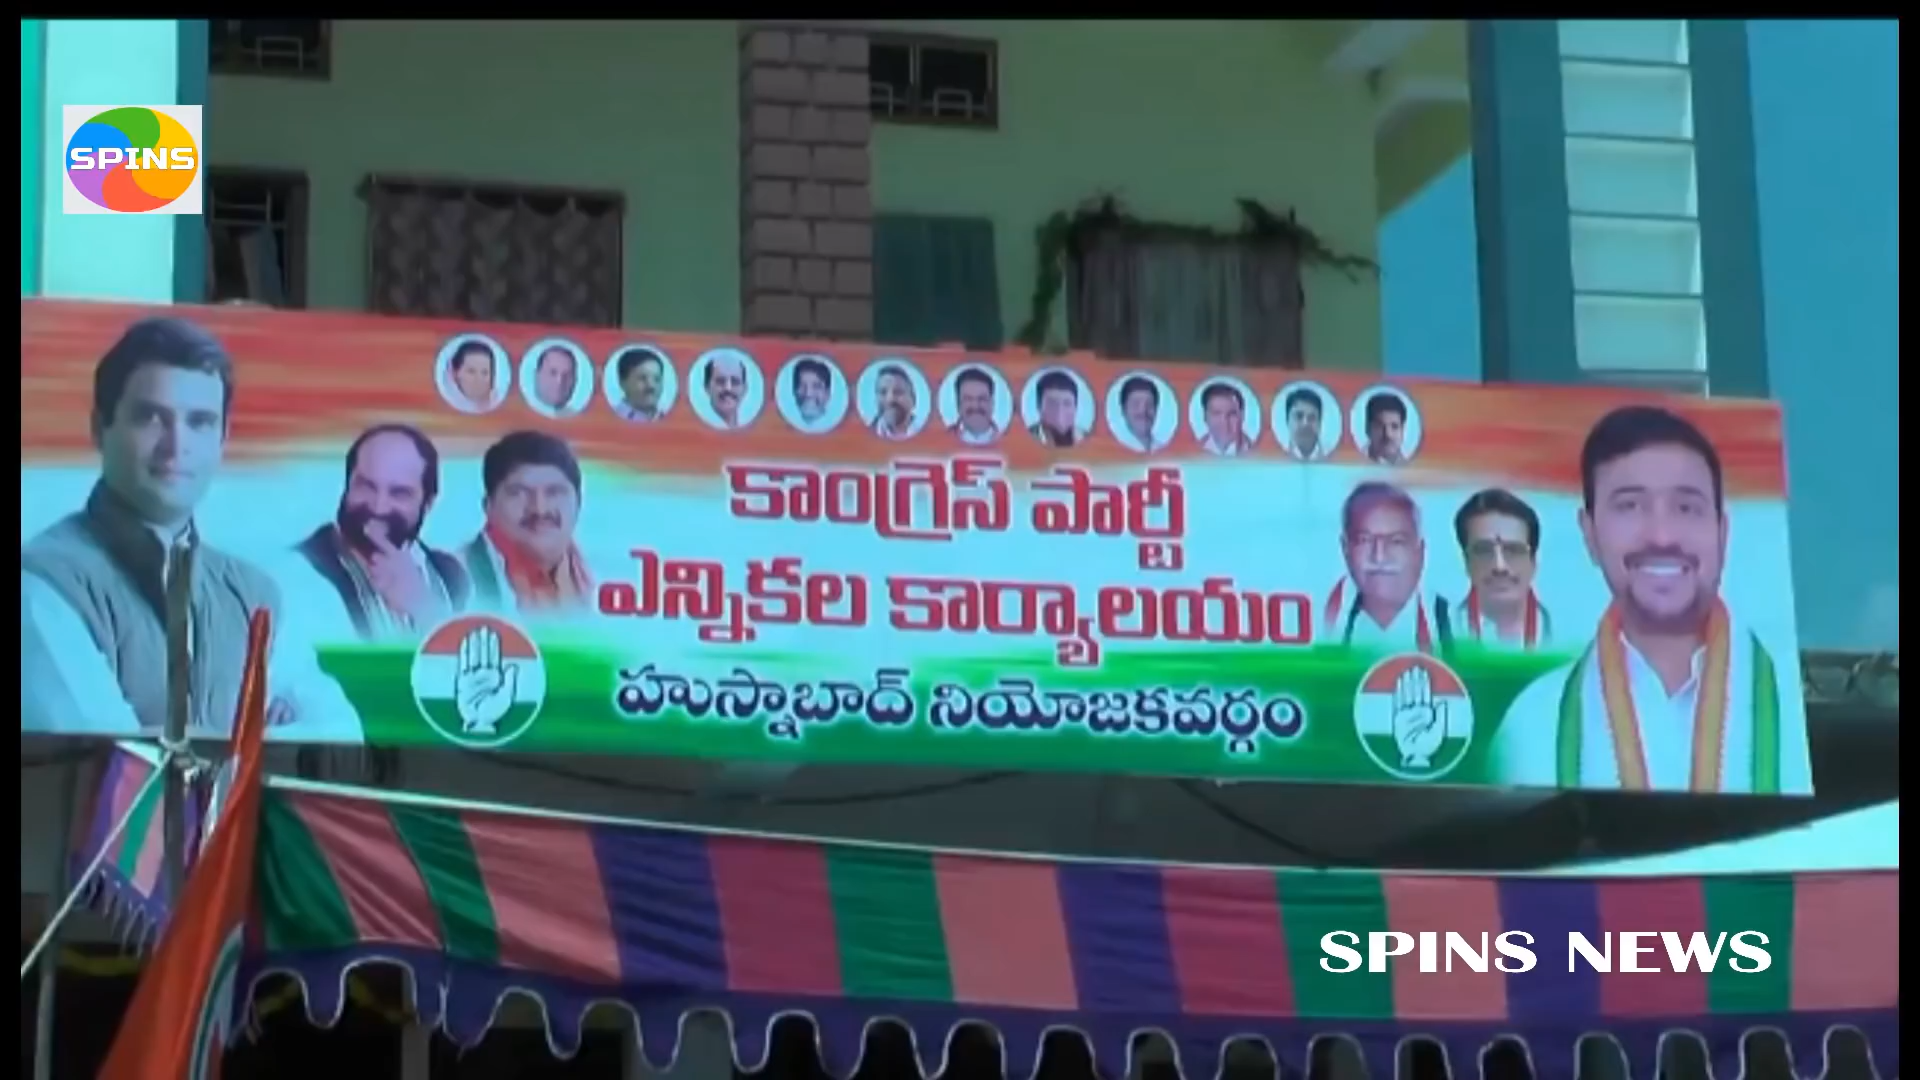 SPINS
కాంగ్రెస్ పార్టీ
ఎన్నికల కార్యాలయం
హుస్నాబాద్ నియోజకవర్గం
SPINS NEWS